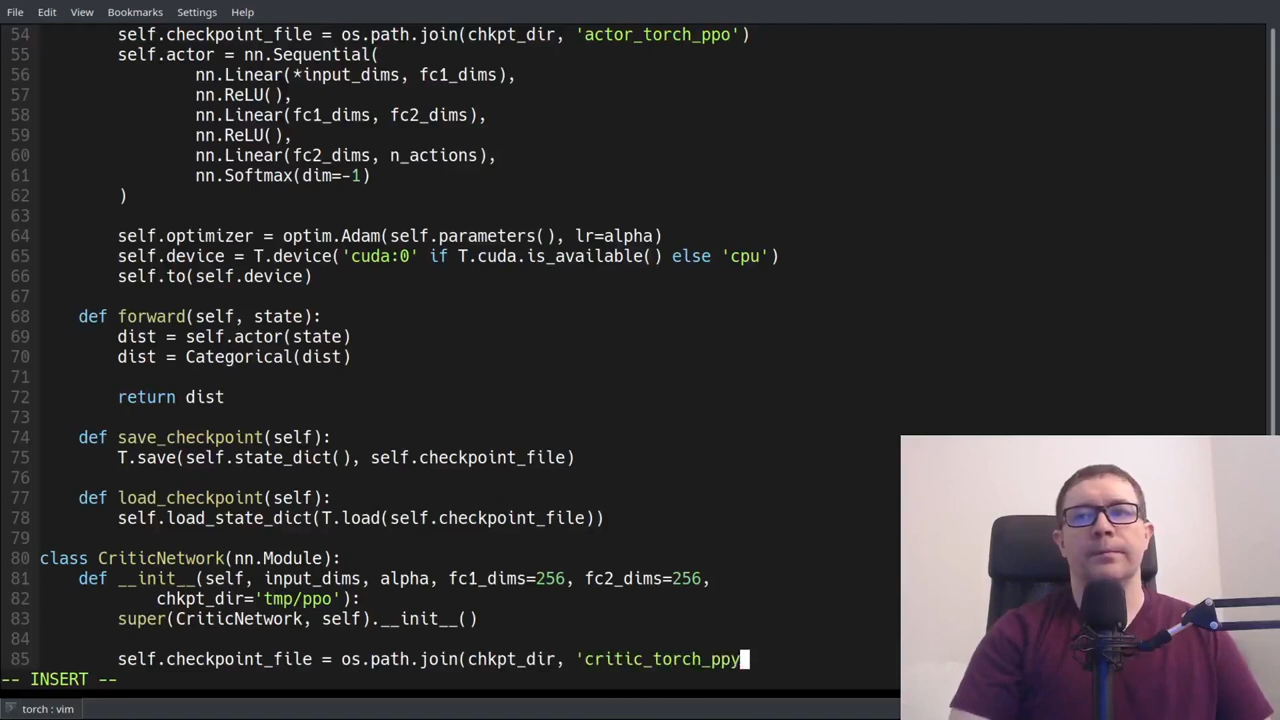 File Edit View Bookmarks Settings Help
54 self.checkpoint_file = os.path.join(chkpt_dir, 'actor_torch_ppo')
55 self.actor = nn.Sequential(
56 nn.Linear(*input_dims, fc1_dims),
57 nn.ReLU(),
58 nn.Linear(fc1_dims, fc2_dims),
59 nn.ReLU(),
60 nn.Linear(fc2_dims, n_actions),
61 nn.Softmax(dim=-1)
62 )
63
64 self.optimizer = optim.Adam(self.parameters(), lr=alpha)
65 self.device = T.device('cuda:0' if T.cuda.is_available() else 'cpu')
66 self.to(self.device)
67
68 def forward(self, state):
69 dist = self.actor(state)
70 dist = Categorical(dist)
71
72 return dist
73
74 def save_checkpoint(self):
75 T.save(self.state_dict(), self.checkpoint_file)
76
77 def load_checkpoint(self):
78 self.load_state_dict(T.load(self.checkpoint_file))
79
80 class CriticNetwork(nn.Module):
81 def __init__(self, input_dims, alpha, fc1_dims=256, fc2_dims=256,
82 chkpt_dir='tmp/ppo'):
83 super(CriticNetwork, self).__init__()
84
85 self.checkpoint_file = os.path.join(chkpt_dir, 'critic_torch_ppy
-- INSERT --
torch : vim